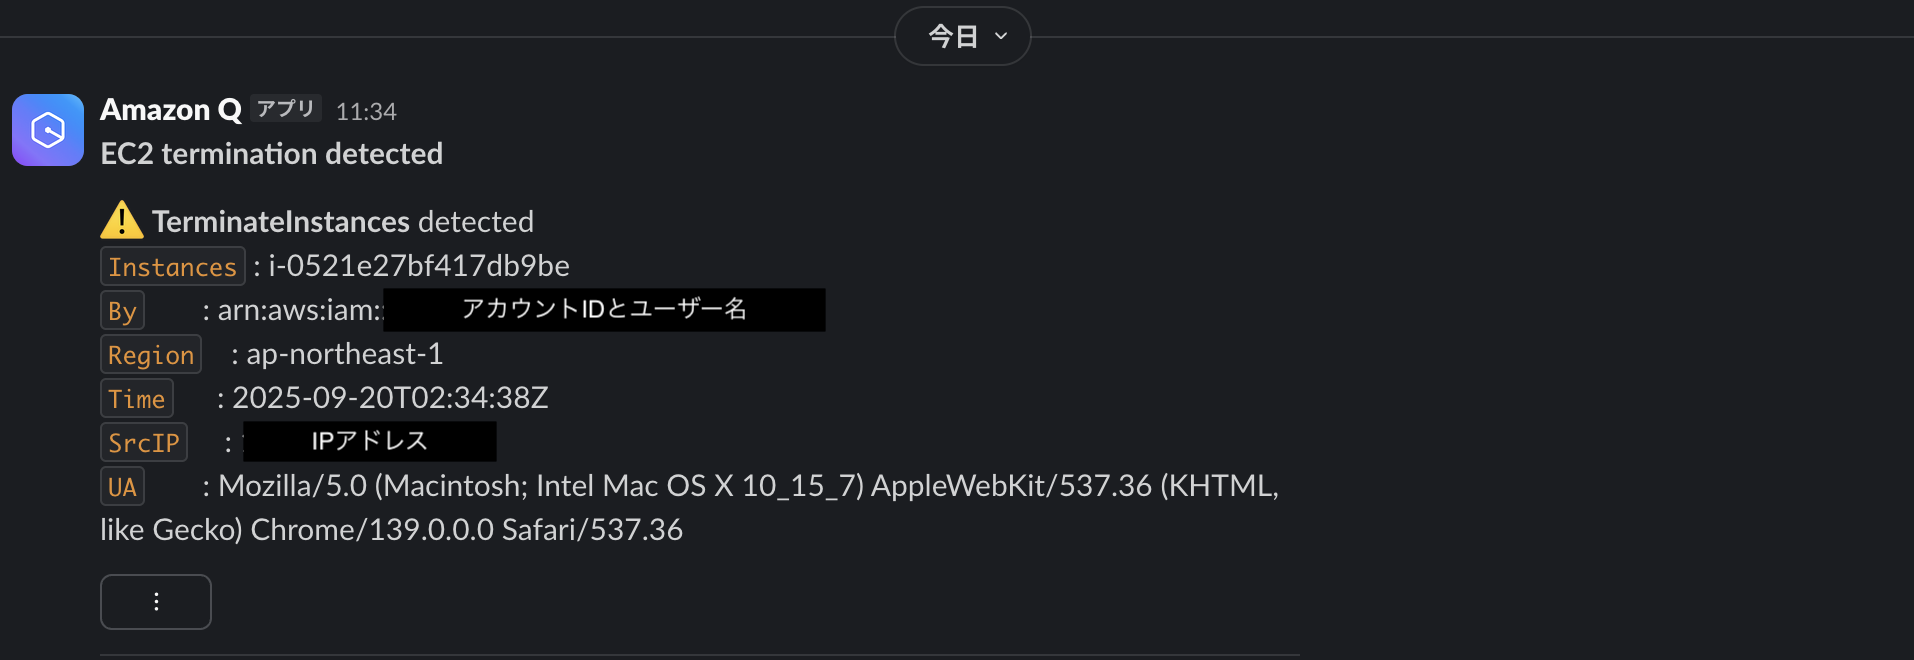 今日
Amazon Q アプリ 11:34
EC2 termination detected
TerminateInstances detected
Instances : i-0521e27bf417db9be
By : arn:aws:iam:: アカウントIDとユーザー名
Region : ap-northeast-1
Time : 2025-09-20T02:34:38Z
SrcIP : IPアドレス
UA : Mozilla/5.0 (Macintosh; Intel Mac OS X 10_15_7) AppleWebKit/537.36 (KHTML,
like Gecko) Chrome/139.0.0.0 Safari/537.36